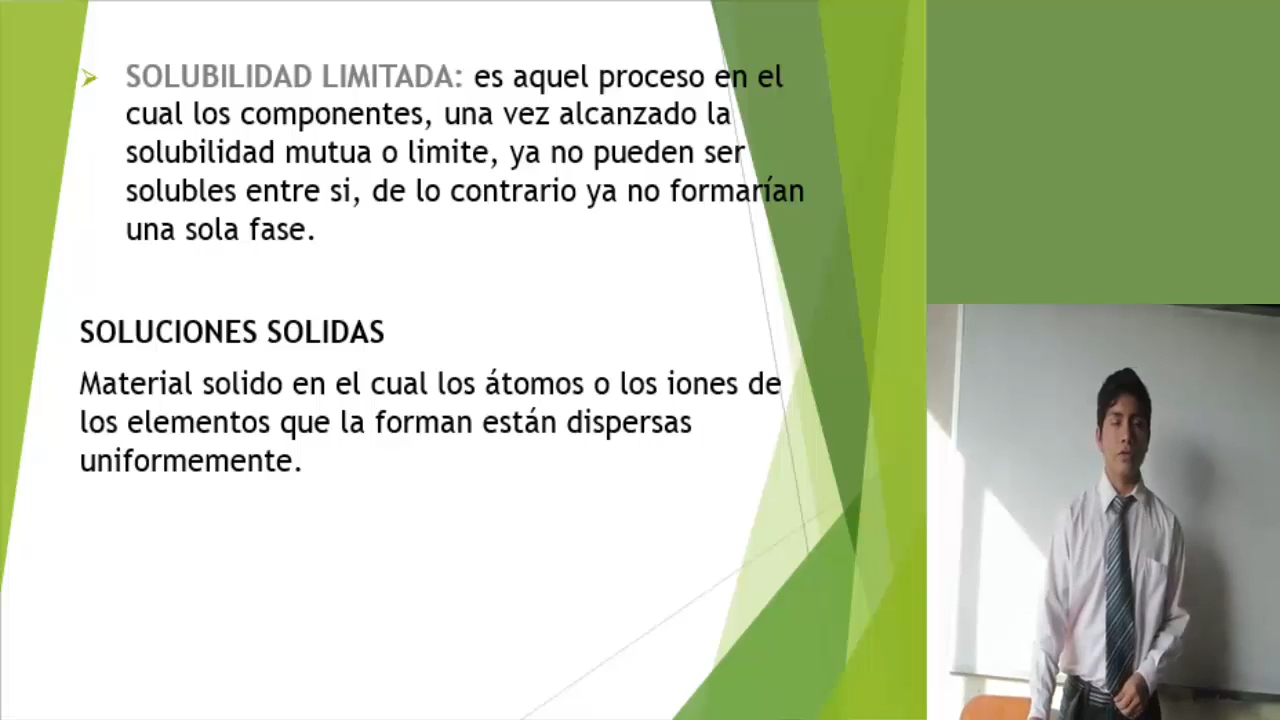 SOLUBILIDAD LIMITADA: es aquel proceso en el
cual los componentes, una vez alcanzado la
solubilidad mutua o limite, ya no pueden ser
solubles entre si, de lo contrario ya no formarían
una sola fase.
SOLUCIONES SOLIDAS
Material solido en el cual los átomos o los iones de
los elementos que la forman están dispersas
uniformemente.